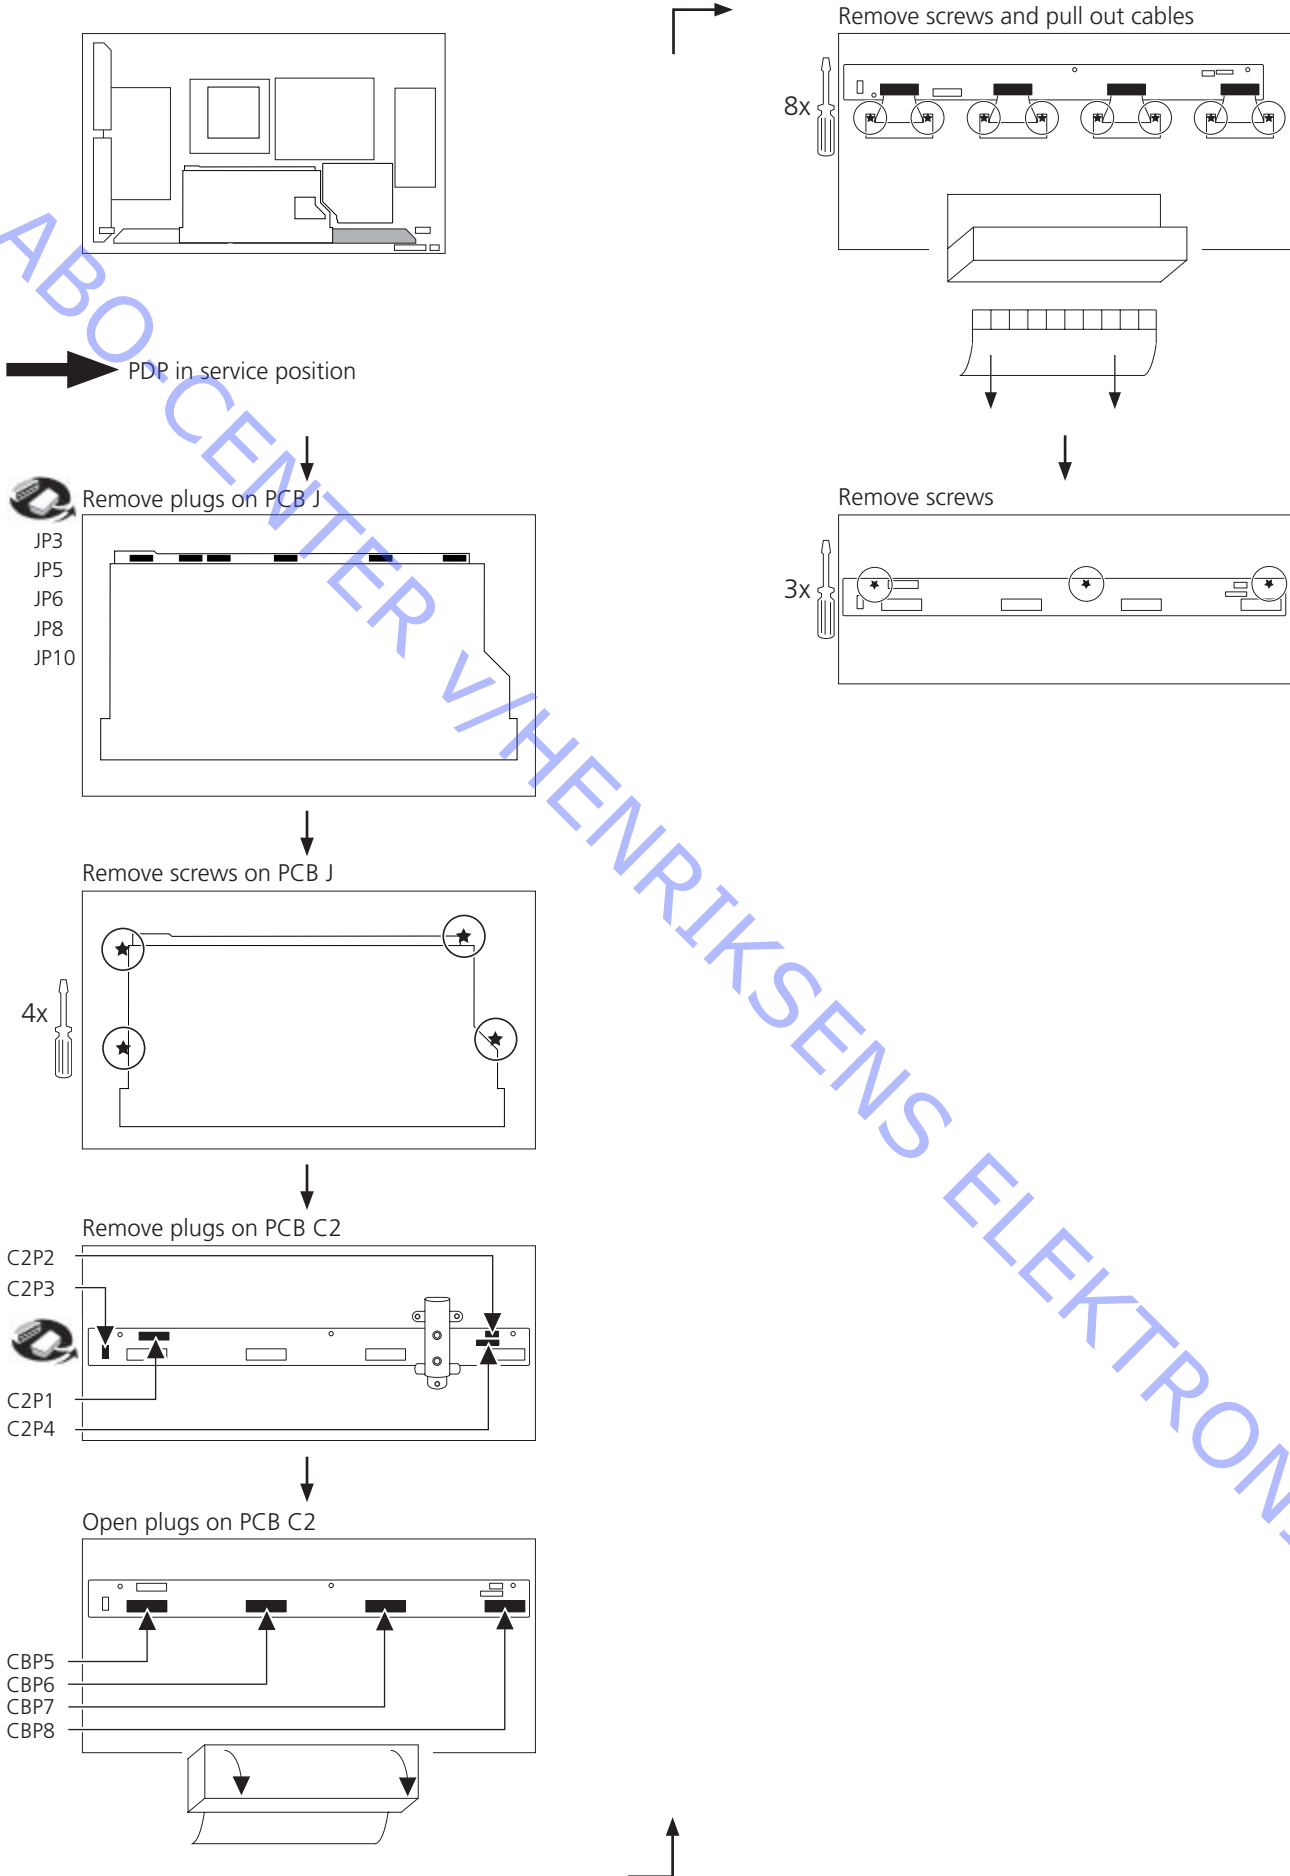 PDP in service position
Remove plugs on PCB J
JP3
JP5
JP6
JP8
JP10
Remove screws on PCB J
4x
Remove plugs on PCB C2
C2P2
C2P3
C2P1
C2P4
Open plugs on PCB C2
CBP5
CBP6
CBP7
CBP8
Remove screws and pull out cables
8x
Remove screws
3x
ABO-CENTER v/HENRIKSENS ELEKTRON